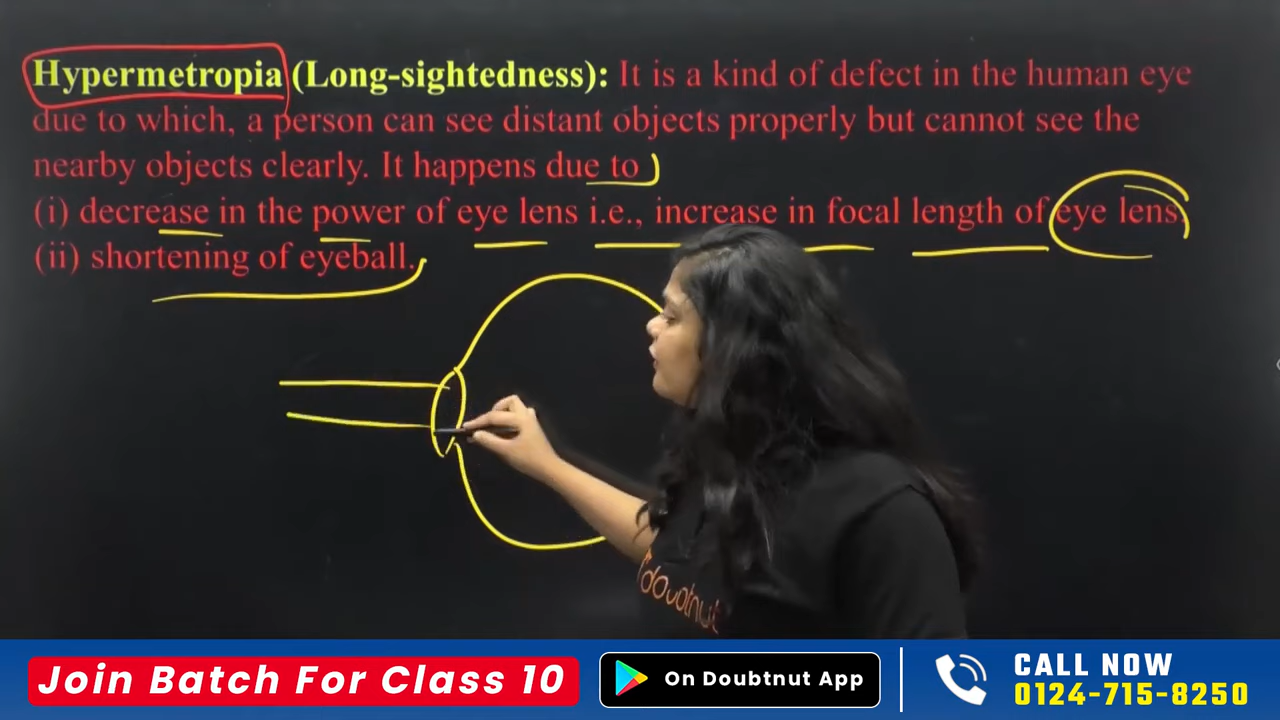 Hypermetropia (Long-sightedness): It is a kind of defect in the human eye
due to which, a person can see distant objects properly but cannot see the
nearby objects clearly. It happens due to
(i) decrease in the power of eye lens i.e., increase in focal length of eye lens.
(ii) shortening of eyeball.
doubtnut
Join Batch For Class 10
On Doubtnut App
CALL NOW
0124-715-8250